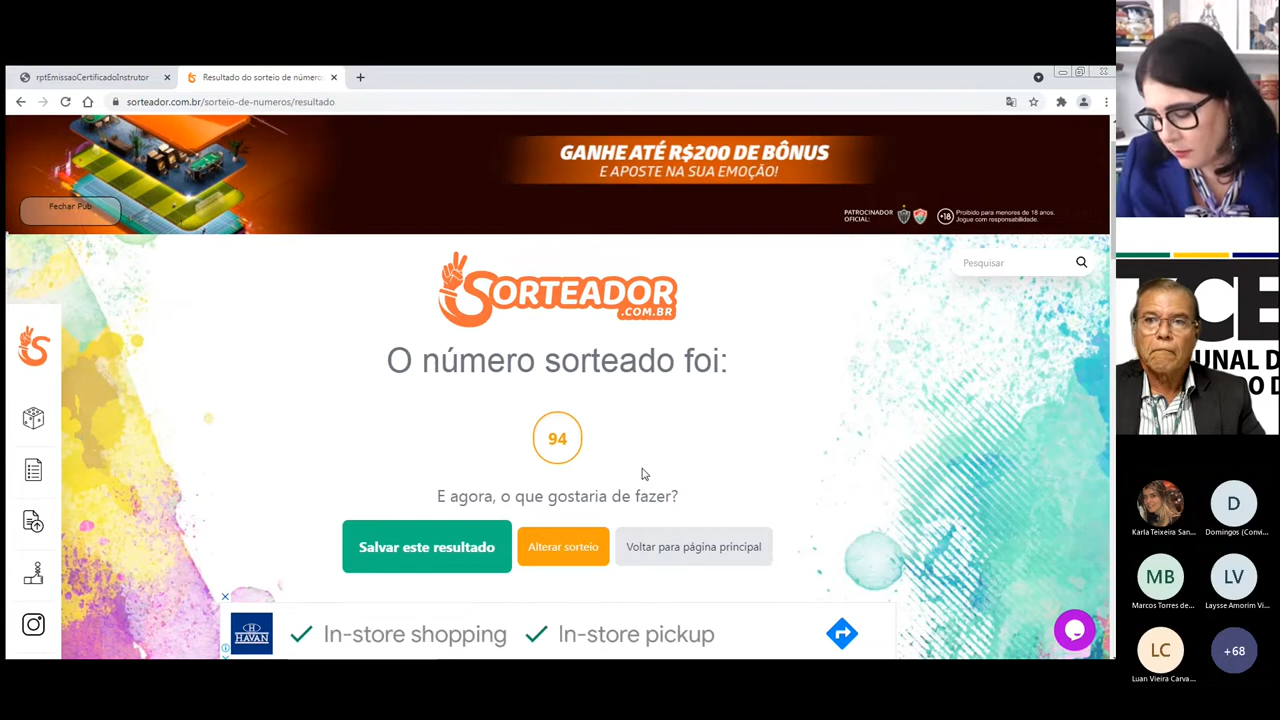 rptEmissaoCertificadoInstrutor
Resultado do sorteio de números
sorteador.com.br/sorteio-de-numeros/resultado
GANHE ATÉ R$200 DE BÔNUS
E APOSTE NA SUA EMOÇÃO!
Fechar Pub
PATROCINADOR
OFICIAL:
+18
Proibido para menores de 18 anos.
Jogue com responsabilidade.
Pesquisar
SORTEADOR
.COM.BR
O número sorteado foi:
94
E agora, o que gostaria de fazer?
Salvar este resultado
Alterar sorteio
Voltar para página principal
HAVAN
In-store shopping
In-store pickup
CE
UNAL D
O D
Karla Teixeira San...
D
Domingos (Convi...
MB
Marcos Torres de...
LV
Laysse Amorim Vi...
LC
Luan Vieira Carva...
+68